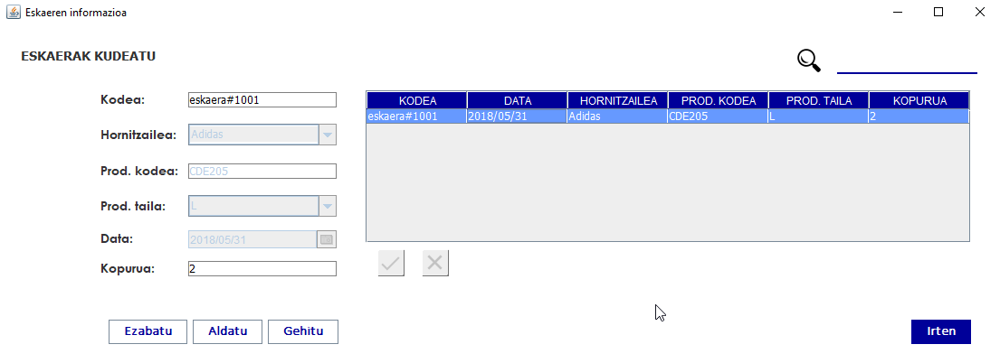 Eskaeren informazioa
ESKAERAK KUDEATU
Kodea: eskaera#1001
Hornitzailea: Adidas
Prod. kodea: CDE205
Prod. taila: L
Data: 2018/05/31
Kopurua: 2
KODEA DATA HORNITZAILEA PROD. KODEA PROD. TAILA KOPURUA
eskaera#1001 2018/05/31 Adidas CDE205 L 2
Ezabatu Aldatu Gehitu Irten